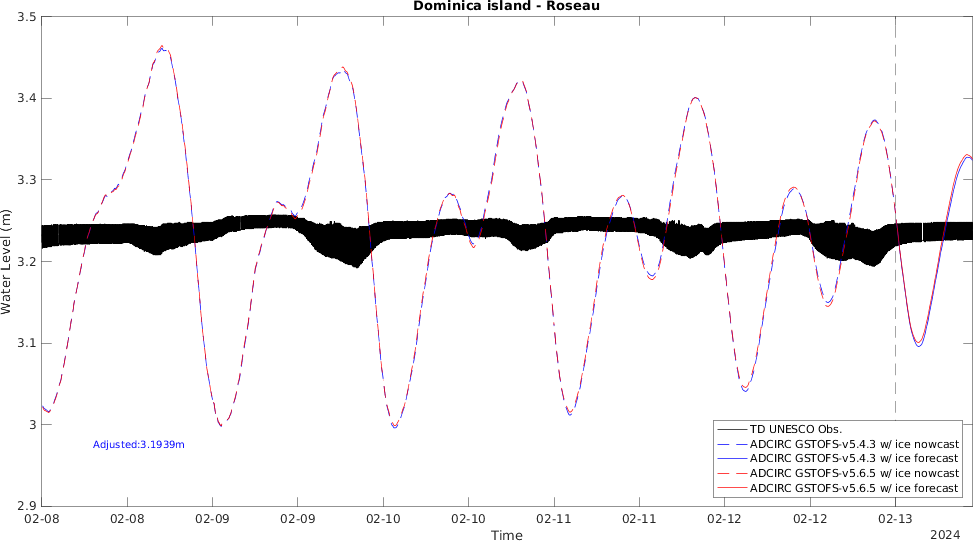 Dominica island - Roseau
3.5
3.4
3.3
3.2
3.1
3
2.9
Water Level (m)
Adjusted:3.1939m
TD UNESCO Obs.
ADCIRC GSTOFS-v5.4.3 w/ ice nowcast
ADCIRC GSTOFS-v5.4.3 w/ ice forecast
ADCIRC GSTOFS-v5.6.5 w/ ice nowcast
ADCIRC GSTOFS-v5.6.5 w/ ice forecast
02-08 02-08 02-09 02-09 02-10 02-10 02-11 02-11 02-12 02-12 02-13
Time
2024